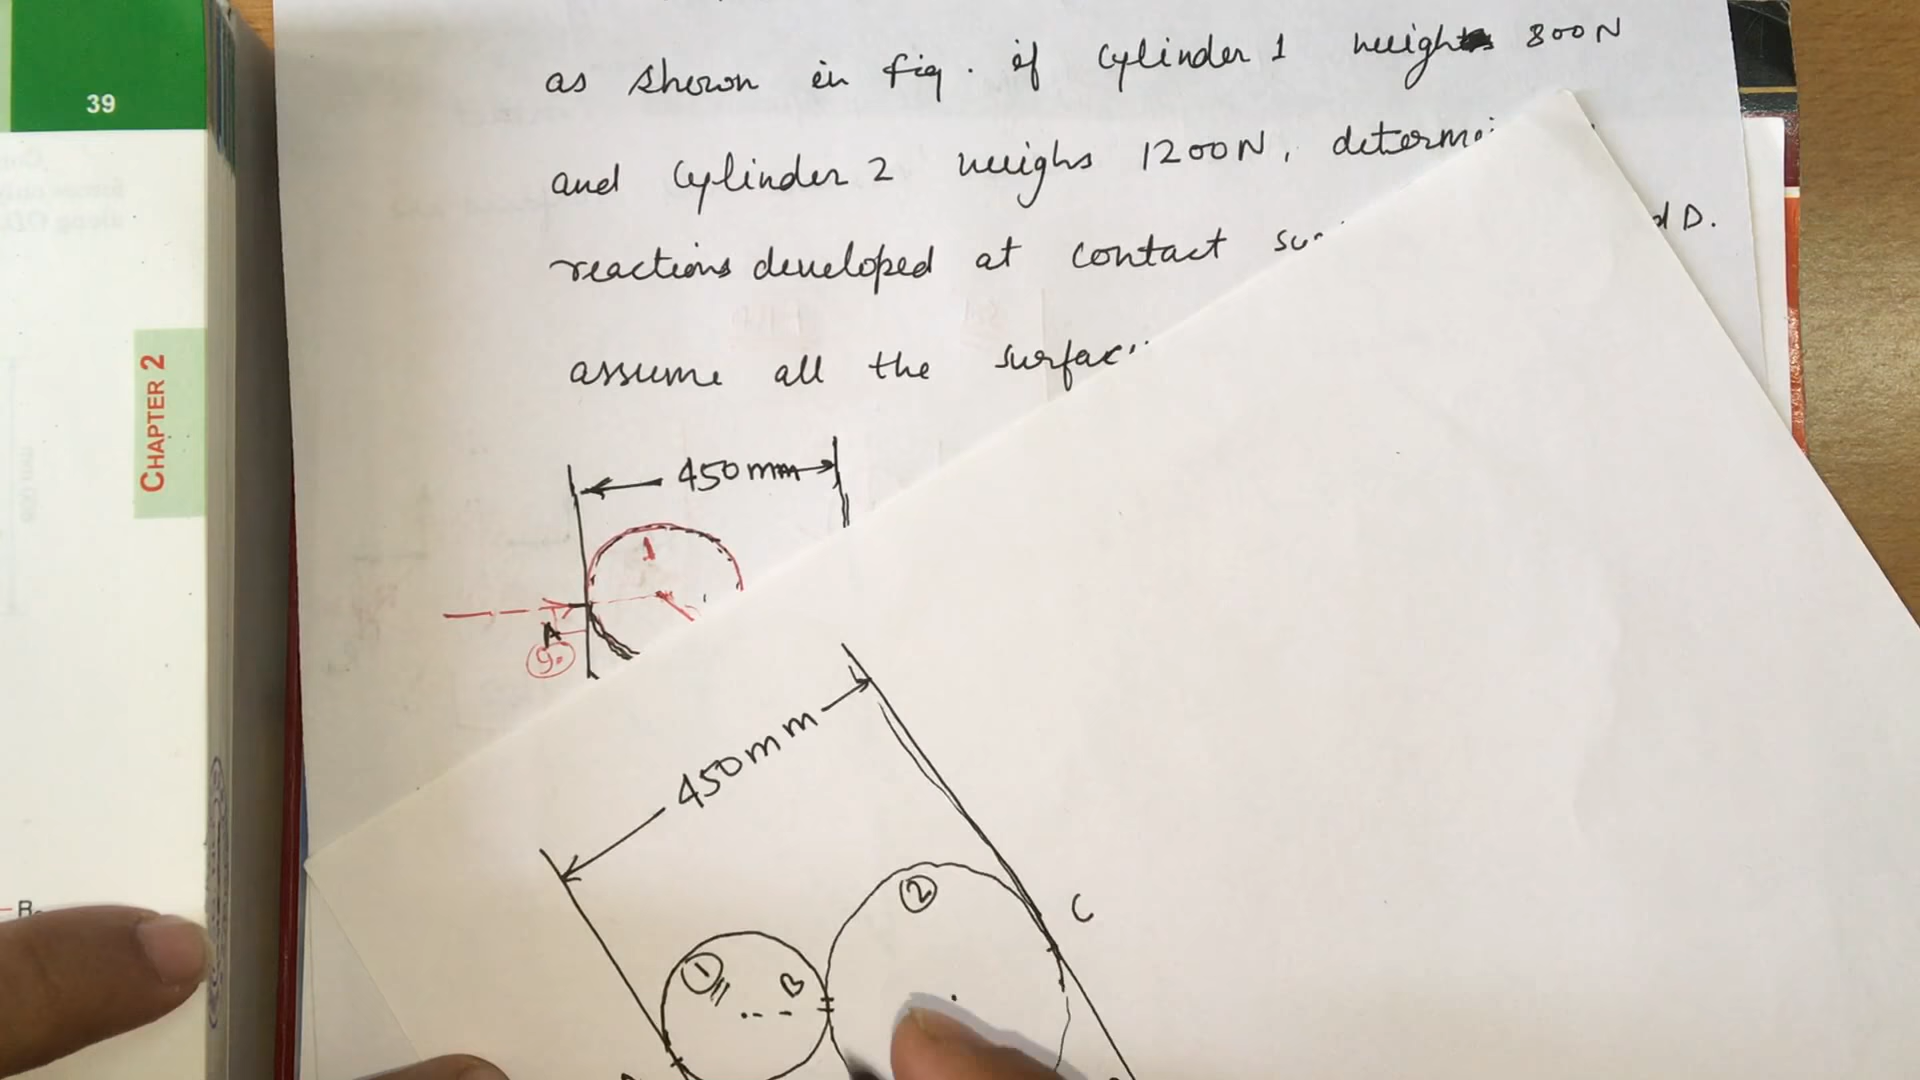 39
CHAPTER 2
as shown in fig. if Cylinder 1 weighs 800N
and Cylinder 2 weighs 1200N, determi
reactions developed at contact su d D.
assume all the surfac
450mm
1
A
90
450mm
2
C
1
B
R